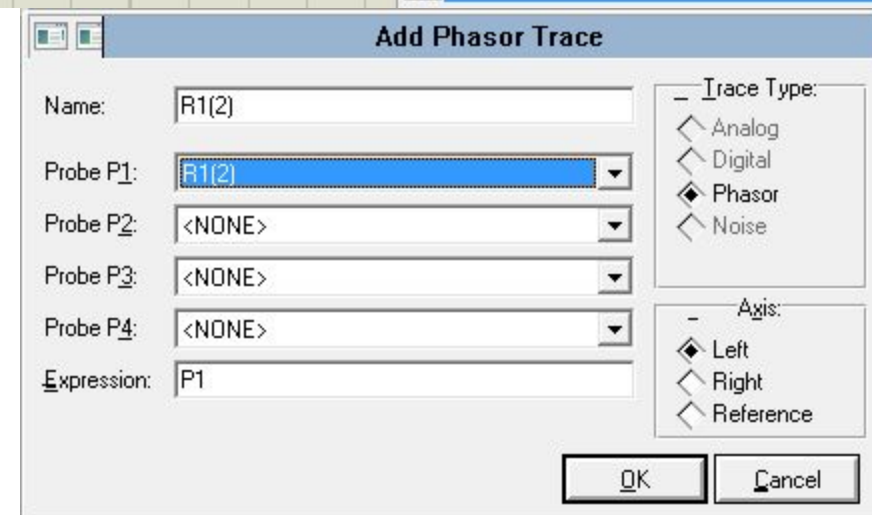 Add Phasor Trace
Name: R1(2)
Probe P1: R1(2)
Probe P2: <NONE>
Probe P3: <NONE>
Probe P4: <NONE>
Expression: P1
Trace Type:
Analog
Digital
Phasor
Noise
Axis:
Left
Right
Reference
OK Cancel